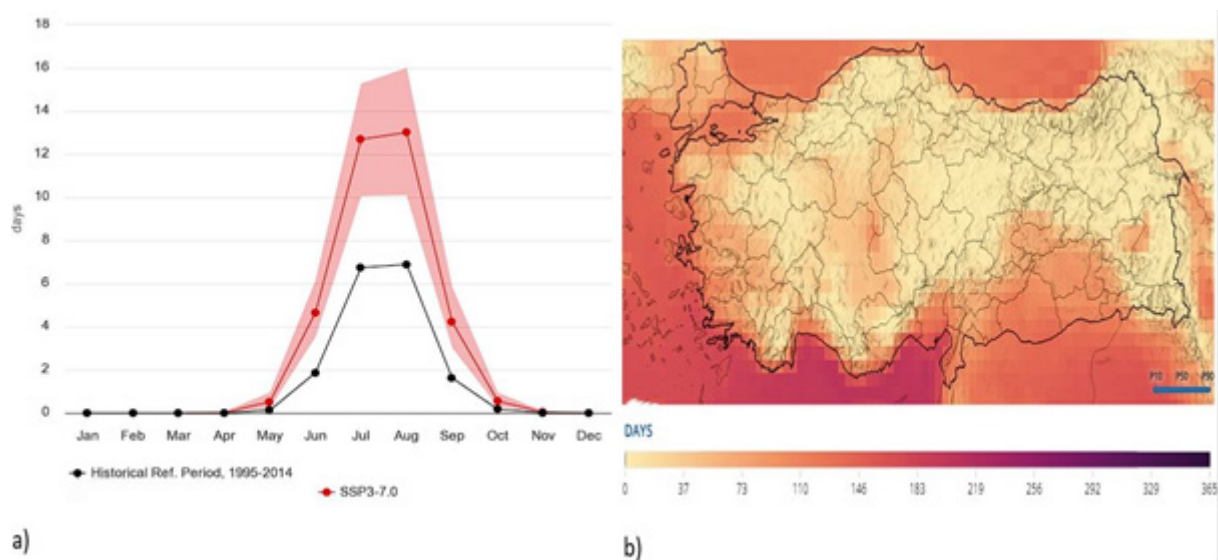 18
16
14
12
10
8
6
4
2
0
days
Jan Feb Mar Apr May Jun Jul Aug Sep Oct Nov Dec
Historical Ref. Period, 1995-2014
SSP3-7.0
a)
P10 P50 P90
DAYS
0 37 73 110 146 183 219 256 292 329 365
b)